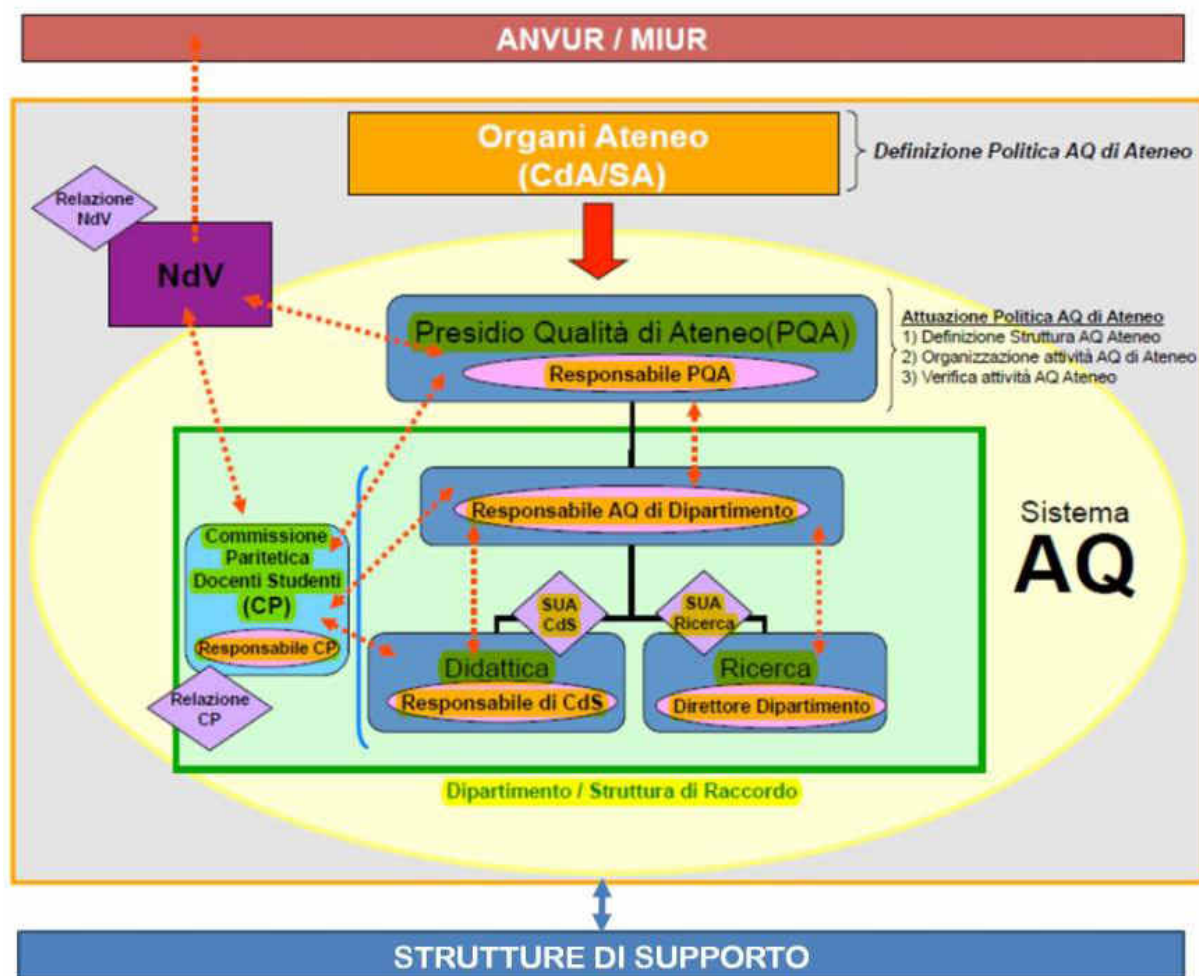 ANVUR / MIUR
Organi Ateneo
(CdA/SA)
Definizione Politica AQ di Ateneo
Relazione
NdV
NdV
Presidio Qualità di Ateneo(PQA)
Responsabile PQA
Attuazione Politica AQ di Ateneo
1) Definizione Struttura AQ Ateneo
2) Organizzazione attività AQ di Ateneo
3) Verifica attività AQ Ateneo
Responsabile AQ di Dipartimento
Commissione
Paritetica
Docenti Studenti
(CP)
Responsabile CP
Relazione
CP
SUA
CdS
SUA
Ricerca
Didattica
Responsabile di CdS
Ricerca
Direttore Dipartimento
Sistema
AQ
Dipartimento / Struttura di Raccordo
STRUTTURE DI SUPPORTO